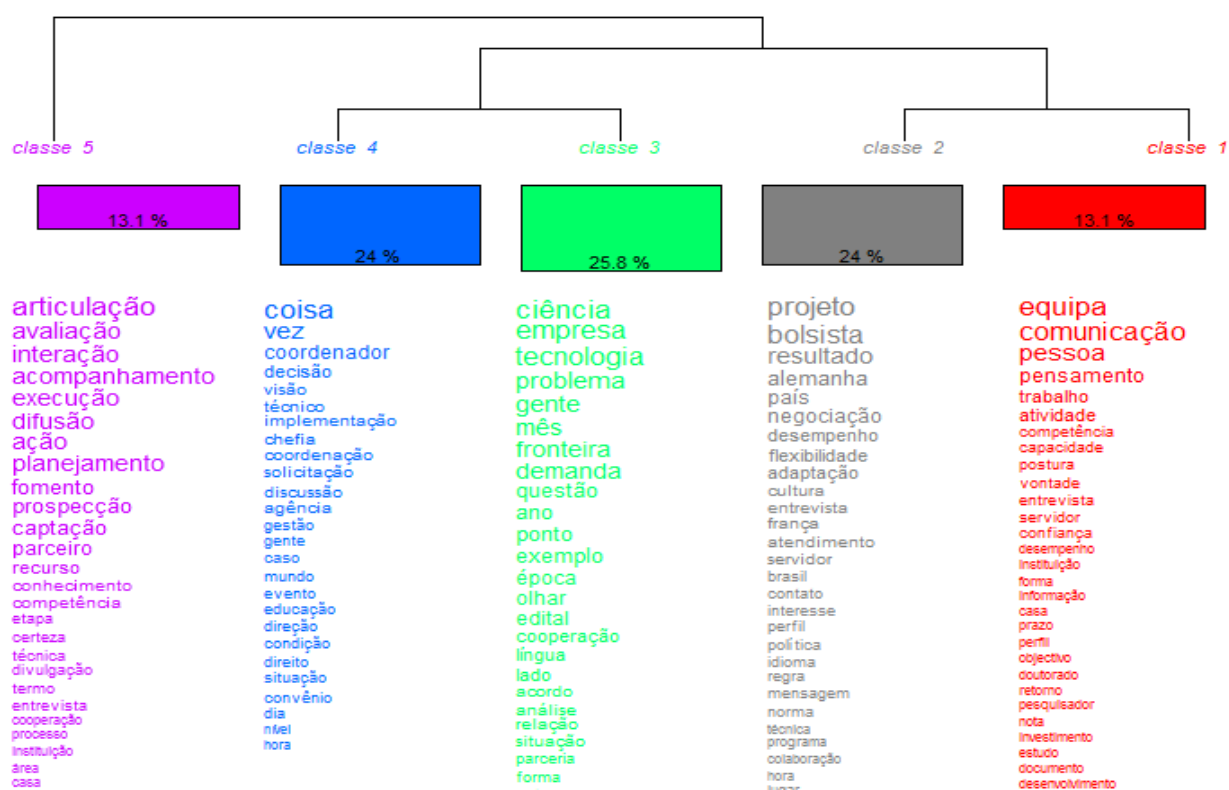 classe 5
classe 4
classe 3
classe 2
classe 1
13.1 %
24 %
25.8 %
24 %
13.1 %
articulação
avaliação
interação
acompanhamento
execução
difusão
ação
planejamento
fomento
prospecção
captação
parceiro
recurso
conhecimento
competência
etapa
certeza
técnica
divulgação
termo
entrevista
cooperação
processo
instituição
área
casa
coisa
vez
coordenador
decisão
visão
técnico
implementação
chefia
coordenação
solicitação
discussão
agência
gestão
gente
caso
mundo
evento
educação
direção
condição
direito
situação
convênio
dia
nível
hora
ciência
empresa
tecnologia
problema
gente
mês
fronteira
demanda
questão
ano
ponto
exemplo
época
olhar
edital
cooperação
língua
lado
acordo
análise
relação
situação
parceria
forma
projeto
bolsista
resultado
alemanha
país
negociação
desempenho
flexibilidade
adaptação
cultura
entrevista
frança
atendimento
servidor
brasil
contato
interesse
perfil
política
idioma
regra
mensagem
norma
técnica
programa
colaboração
hora
lugar
equipa
comunicação
pessoa
pensamento
trabalho
atividade
competência
capacidade
postura
vontade
entrevista
servidor
confiança
desempenho
instituição
forma
informação
casa
prazo
perfil
objectivo
doutorado
retorno
pesquisador
nota
investimento
estudo
documento
desenvolvimento